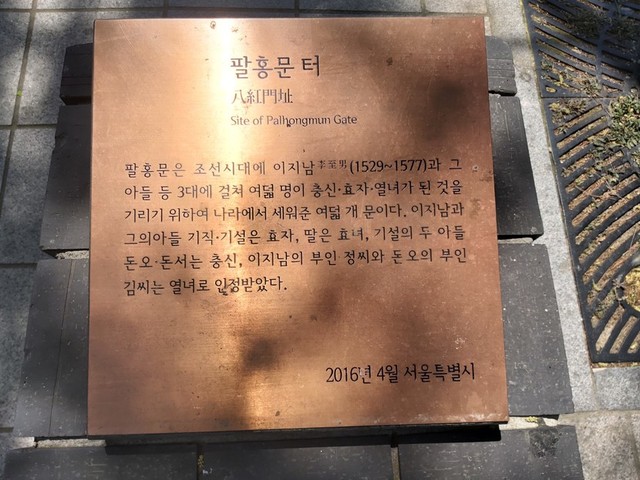 팔홍문 터
八紅門址
Site of Palhongmun Gate
팔홍문은 조선시대에 이지남李至男(1529~1577)과 그
아들 등 3대에 걸쳐 여덟 명이 충신·효자·열녀가 된 것을
기리기 위하여 나라에서 세워준 여덟 개 문이다. 이지남과
그의아들 기직·기설은 효자, 딸은 효녀, 기설의 두 아들
돈오·돈서는 충신, 이지남의 부인 정씨와 돈오의 부인
김씨는 열녀로 인정받았다.
2016년 4월 서울특별시